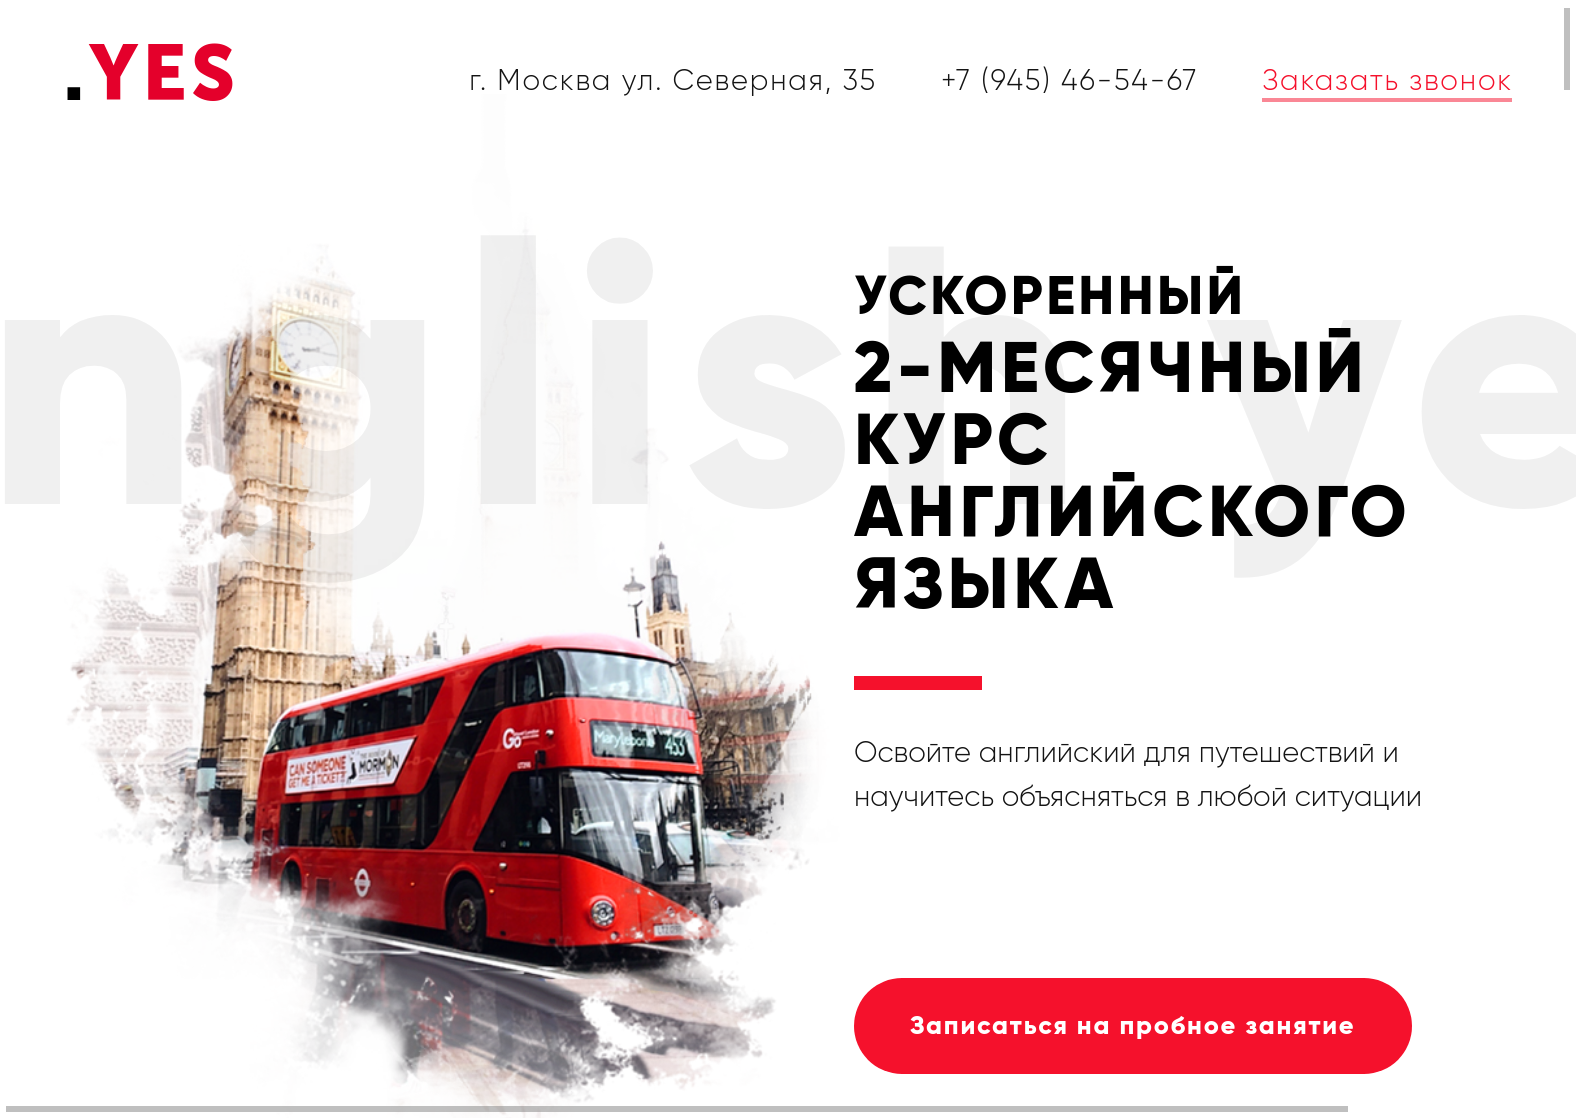 .YES
г. Москва ул. Северная, 35
+7 (945) 46-54-67
Заказать звонок
nglish ye
УСКОРЕННЫЙ
2-МЕСЯЧНЫЙ
КУРС
АНГЛИЙСКОГО
ЯЗЫКА
Освойте английский для путешествий и
научитесь объясняться в любой ситуации
Marylebone 453
Go
CAN SOMEONE
GET ME A TICKET?
MORMON
Записаться на пробное занятие